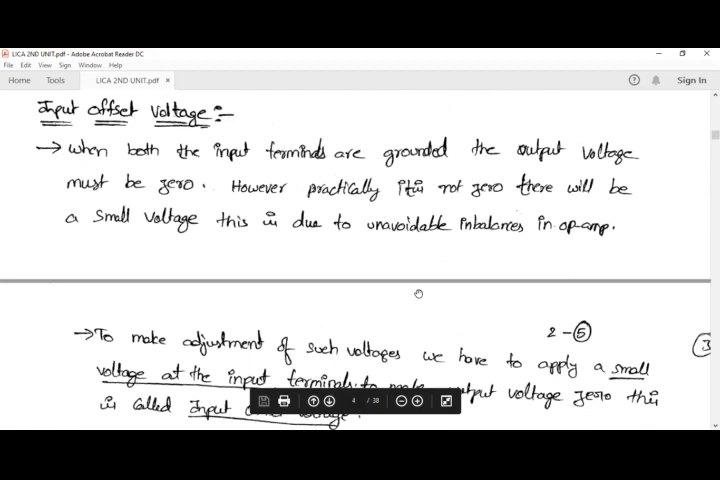 LICA 2ND UNIT.pdf - Adobe Acrobat Reader DC
File Edit View Sign Window Help
Home Tools LICA 2ND UNIT.pdf × Sign In
Input offset voltage:-
→ when both the input terminals are grounded the output voltage
must be zero. However practically it is not zero there will be
a small voltage this is due to unavoidable inbalances in op-amp.
2-5
3
→ To make adjustment of such voltages we have to apply a small
voltage at the input terminals to make output voltage zero this
is called Input voltage.
4 / 38